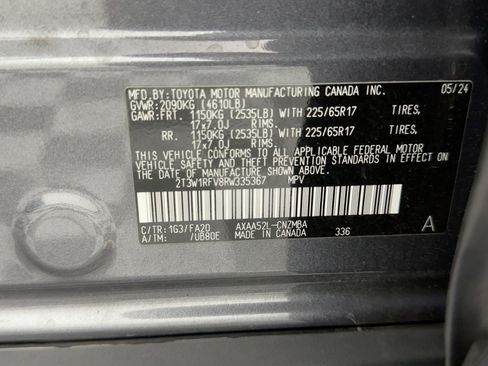 MFD.BY:TOYOTA MOTOR MANUFACTURING CANADA INC. 05/24
GVWR:2090KG (4610LB)
GAWR:FRT. 1150KG (2535LB) WITH 225/65R17 TIRES,
17x7.0J RIMS.
RR. 1150KG (2535LB) WITH 225/65R17 TIRES,
17x7.0J RIMS.
THIS VEHICLE CONFORMS TO ALL APPLICABLE FEDERAL MOTOR
VEHICLE SAFETY AND THEFT PREVENTION STANDARDS IN EFFECT ON
THE DATE OF MANUFACTURE SHOWN ABOVE.
2T3W1RFV8RW335367 MPV
C/TR:1G3/FA20 AXAA52L-CNZMBA
A/TM: /UB80E MADE IN CANADA 336 A